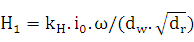 H₁ = k_H.i₀.ω/(d_w.√d_r)